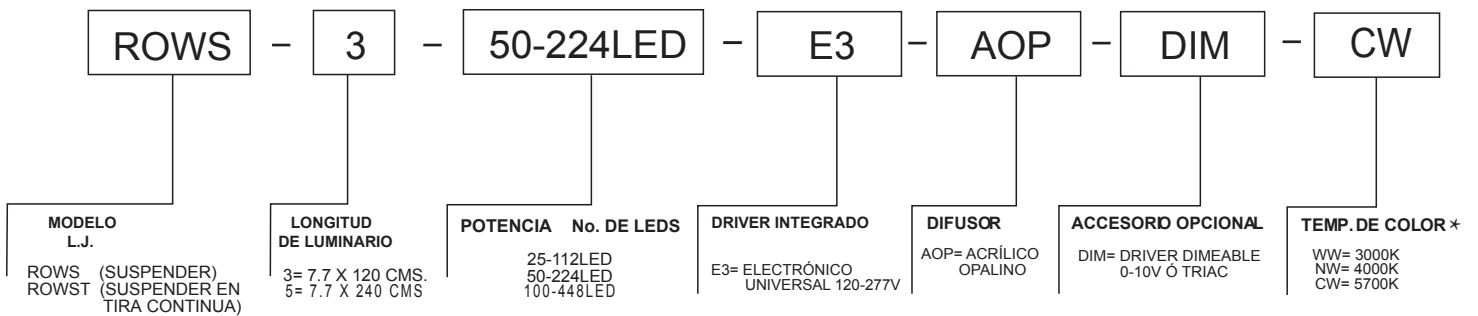 ROWS - 3 - 50-224LED - E3 - AOP - DIM - CW
MODELO
L.J.
ROWS (SUSPENDER)
ROWST (SUSPENDER EN
TIRA CONTINUA)
LONGITUD
DE LUMINARIO
3= 7.7 X 120 CMS.
5= 7.7 X 240 CMS
POTENCIA No. DE LEDS
25-112LED
50-224LED
100-448LED
DRIVER INTEGRADO
E3= ELECTRÓNICO
UNIVERSAL 120-277V
DIFUSOR
AOP= ACRÍLICO
OPALINO
ACCESORIO OPCIONAL
DIM= DRIVER DIMEABLE
0-10V Ó TRIAC
TEMP. DE COLOR *
WW= 3000K
NW= 4000K
CW= 5700K